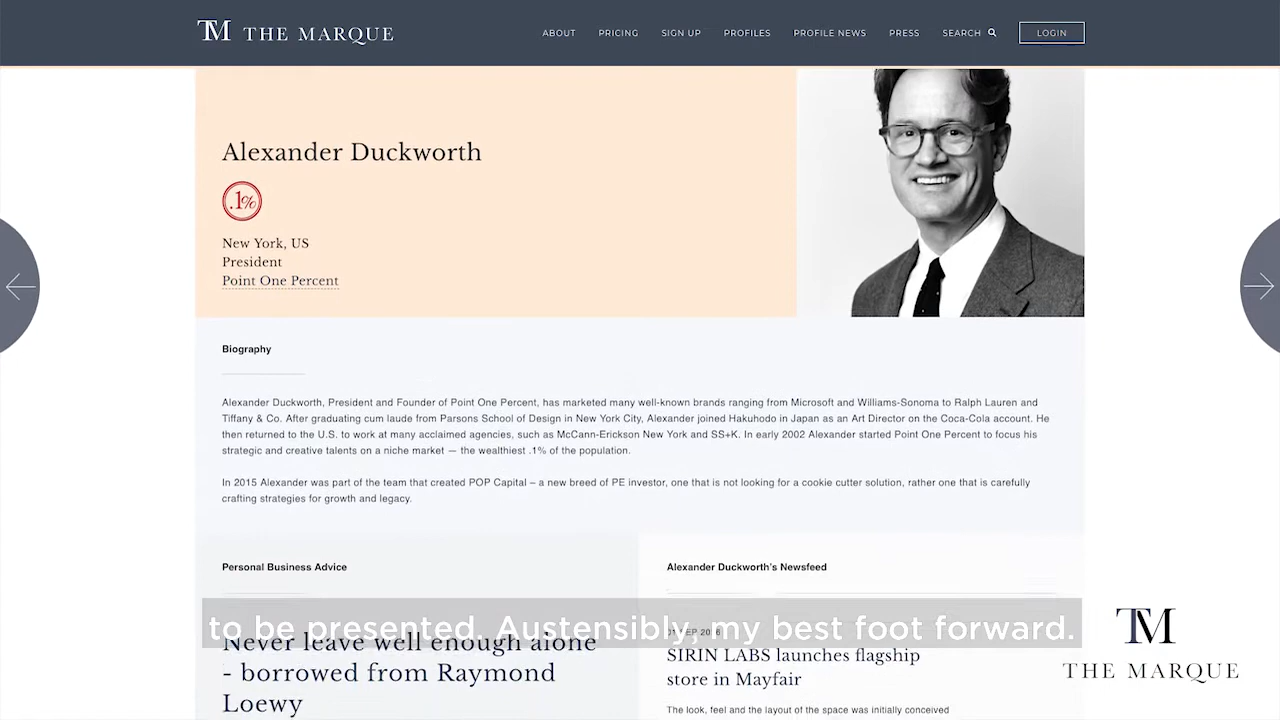 TM THE MARQUE
ABOUT PRICING SIGN UP PROFILES PROFILE NEWS PRESS SEARCH LOGIN
Alexander Duckworth
.1%
New York, US
President
Point One Percent
Biography
Alexander Duckworth, President and Founder of Point One Percent, has marketed many well-known brands ranging from Microsoft and Williams-Sonoma to Ralph Lauren and
Tiffany & Co. After graduating cum laude from Parsons School of Design in New York City, Alexander joined Hakuhodo in Japan as an Art Director on the Coca-Cola account. He
then returned to the U.S. to work at many acclaimed agencies, such as McCann-Erickson New York and SS+K. In early 2002 Alexander started Point One Percent to focus his
strategic and creative talents on a niche market — the wealthiest .1% of the population.
In 2015 Alexander was part of the team that created POP Capital – a new breed of PE investor, one that is not looking for a cookie cutter solution, rather one that is carefully
crafting strategies for growth and legacy.
Personal Business Advice
Never leave well enough alone
- borrowed from Raymond
Loewy
Alexander Duckworth's Newsfeed
SEP
SIRIN LABS launches flagship
store in Mayfair
The look, feel and the layout of the space was initially conceived
to be presented. Austensibly, my best foot forward.
TM
THE MARQUE